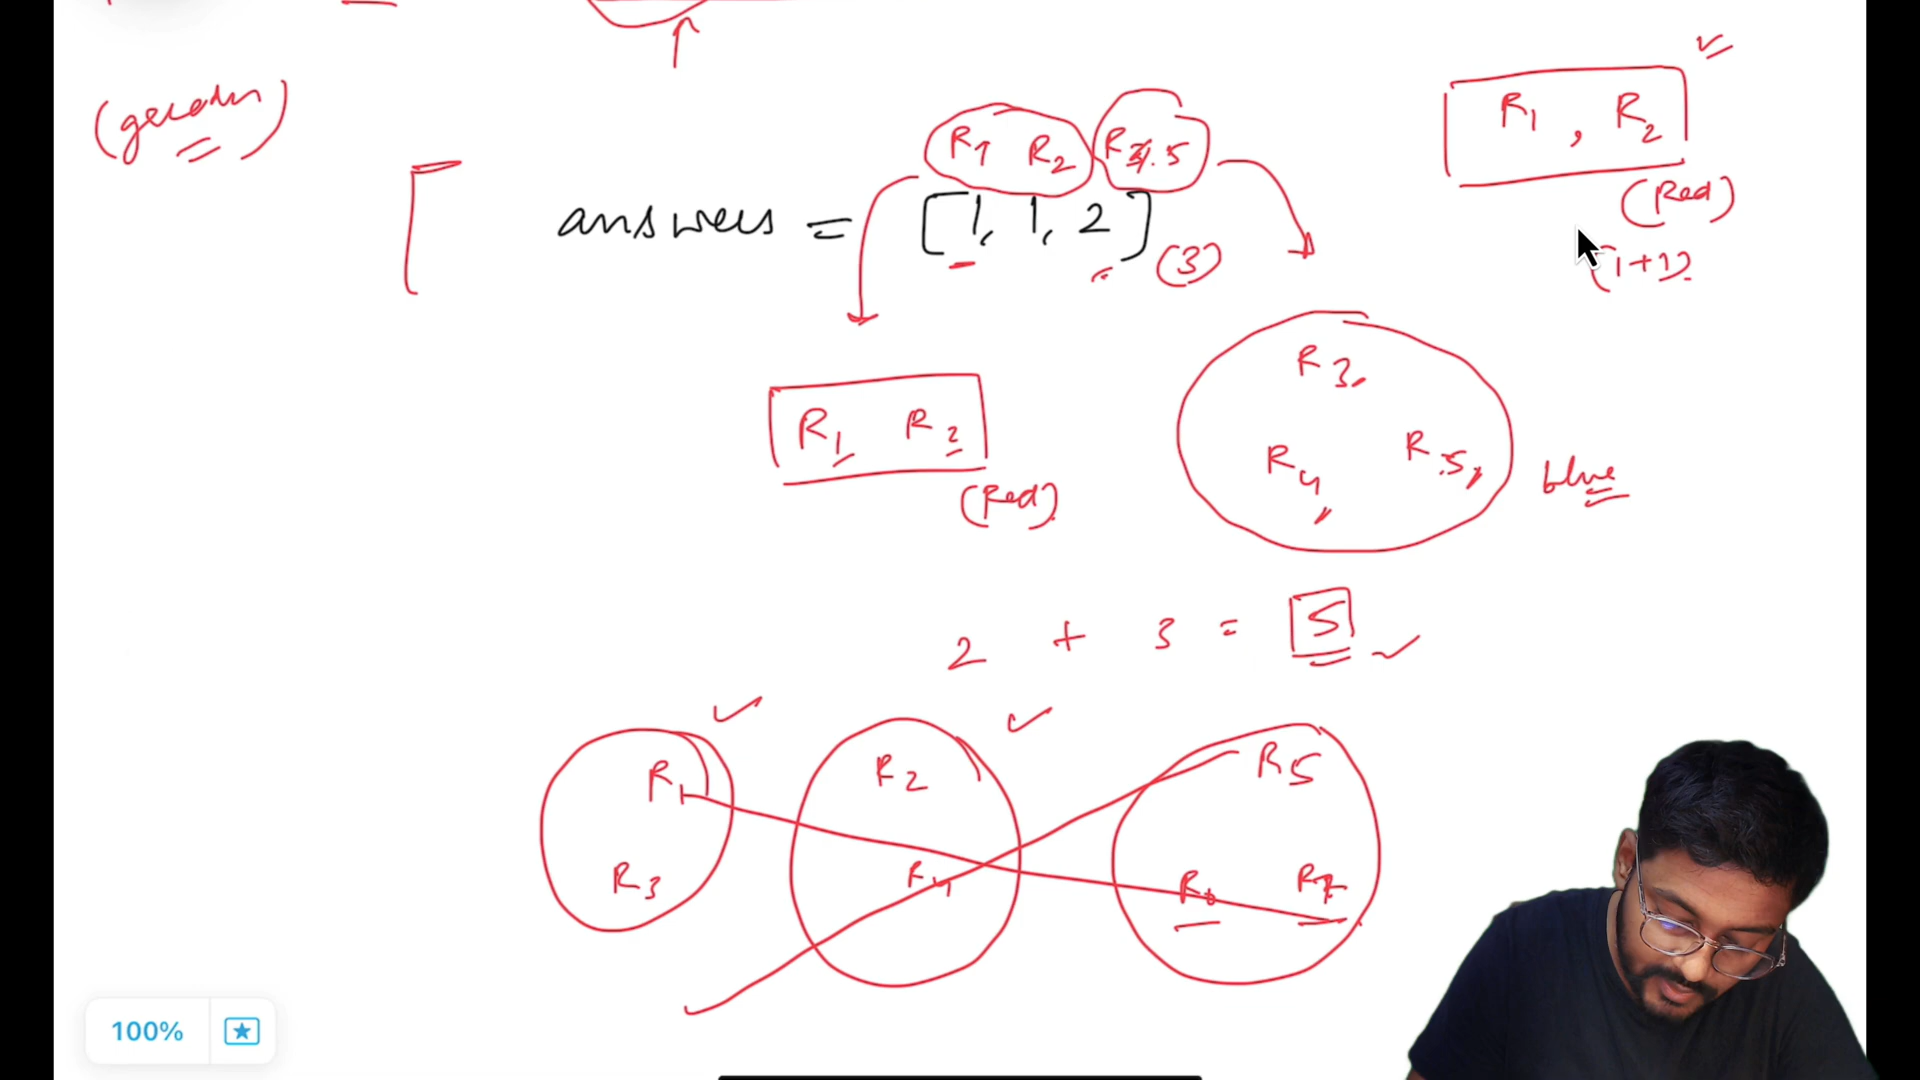 R1 , R2
R1 R2 R3,4,5
(Red)
answers = [1, 1, 2]
(3)
(1+1)
R3
R1 R2
R4 R5
blue
(Red)
2 + 3 = 5
R1 R2 R5
R3 R4 R6 R7
100%